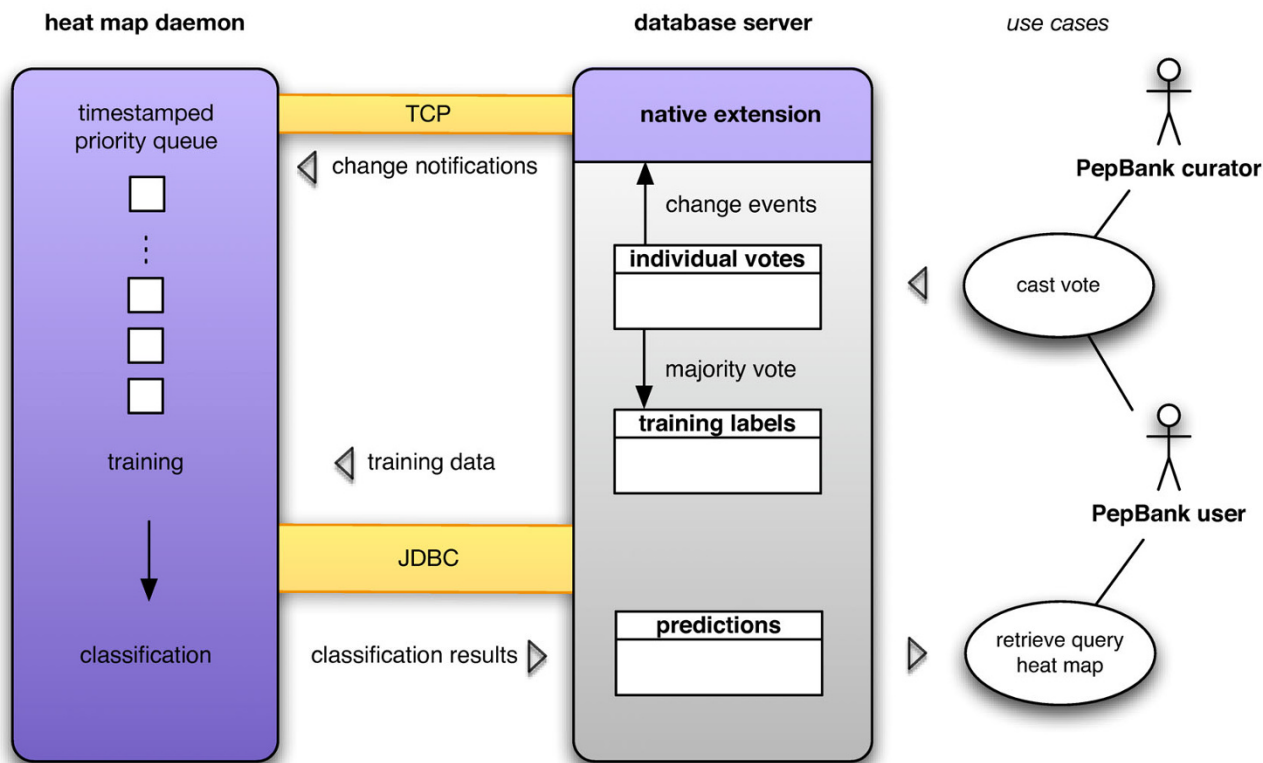 heat map daemon
database server
use cases
timestamped
priority queue
TCP
change notifications
native extension
change events
individual votes
majority vote
training labels
PepBank curator
cast vote
training
training data
JDBC
PepBank user
classification
classification results
predictions
retrieve query
heat map